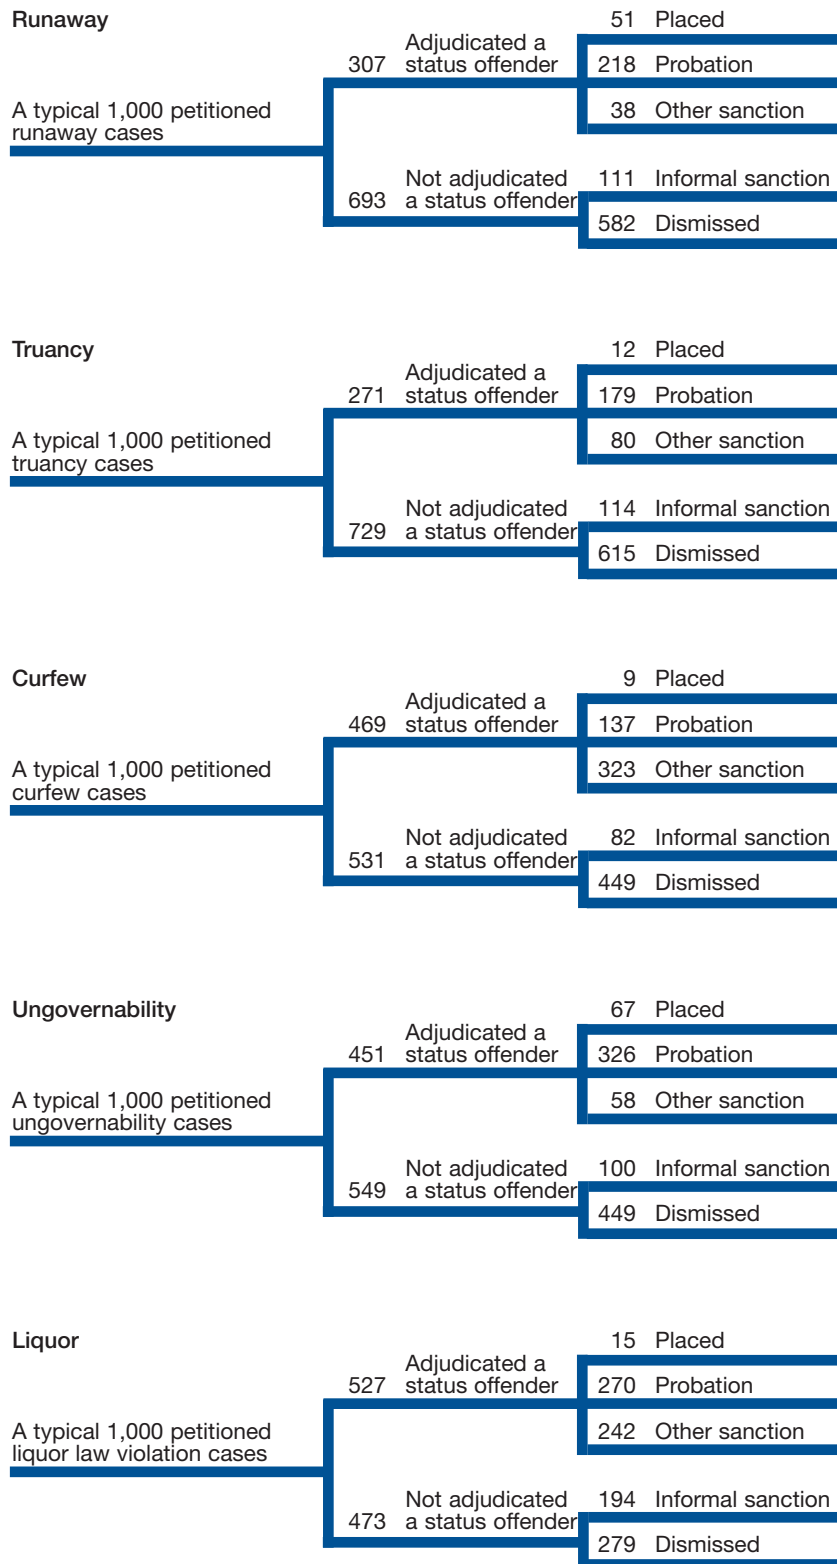 Runaway
51 Placed
Adjudicated a
307 status offender
218 Probation
A typical 1,000 petitioned
runaway cases
38 Other sanction
Not adjudicated
693 a status offender
111 Informal sanction
582 Dismissed
Truancy
12 Placed
Adjudicated a
271 status offender
179 Probation
A typical 1,000 petitioned
truancy cases
80 Other sanction
Not adjudicated
729 a status offender
114 Informal sanction
615 Dismissed
Curfew
9 Placed
Adjudicated a
469 status offender
137 Probation
A typical 1,000 petitioned
curfew cases
323 Other sanction
Not adjudicated
531 a status offender
82 Informal sanction
449 Dismissed
Ungovernability
67 Placed
Adjudicated a
451 status offender
326 Probation
A typical 1,000 petitioned
ungovernability cases
58 Other sanction
Not adjudicated
549 a status offender
100 Informal sanction
449 Dismissed
Liquor
15 Placed
Adjudicated a
527 status offender
270 Probation
A typical 1,000 petitioned
liquor law violation cases
242 Other sanction
Not adjudicated
473 a status offender
194 Informal sanction
279 Dismissed